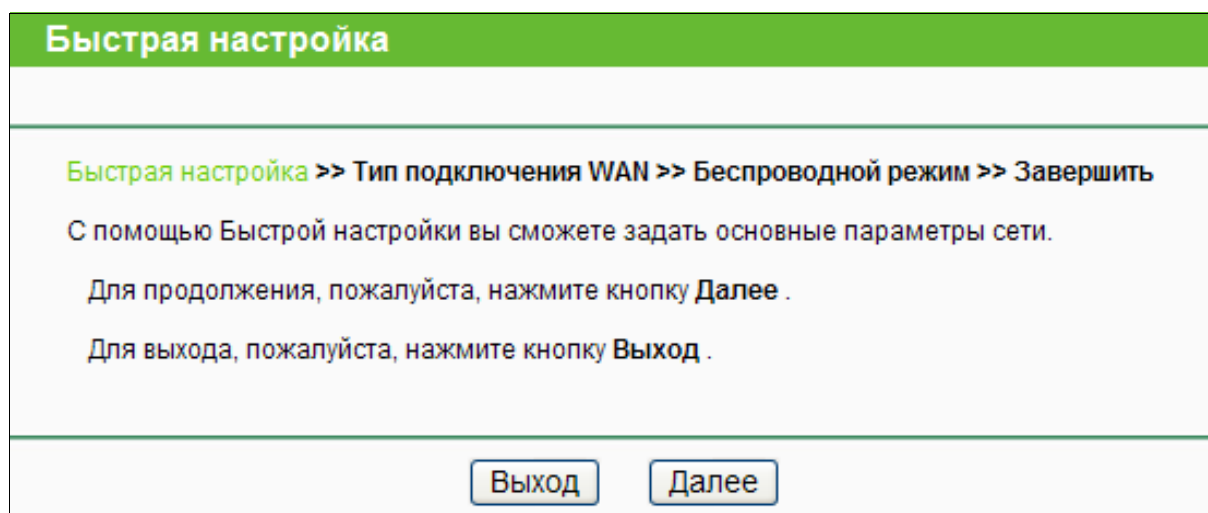 Быстрая настройка
Быстрая настройка >> Тип подключения WAN >> Беспроводной режим >> Завершить
С помощью Быстрой настройки вы сможете задать основные параметры сети.
Для продолжения, пожалуйста, нажмите кнопку Далее .
Для выхода, пожалуйста, нажмите кнопку Выход .
Выход Далее